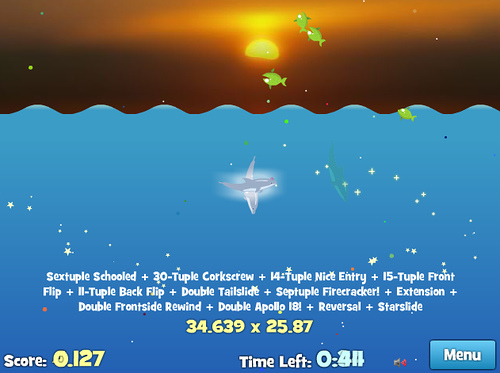 Sextuple Schooled + 30-Tuple Corkscrew + 14-Tuple Nice Entry + 15-Tuple Front
Flip + 11-Tuple Back Flip + Double Tailslide + Septuple Firecracker! + Extension +
Double Frontside Rewind + Double Apollo 18! + Reversal + Starslide
34.639 x 25.87
Score: 0.127
Time Left:
Menu